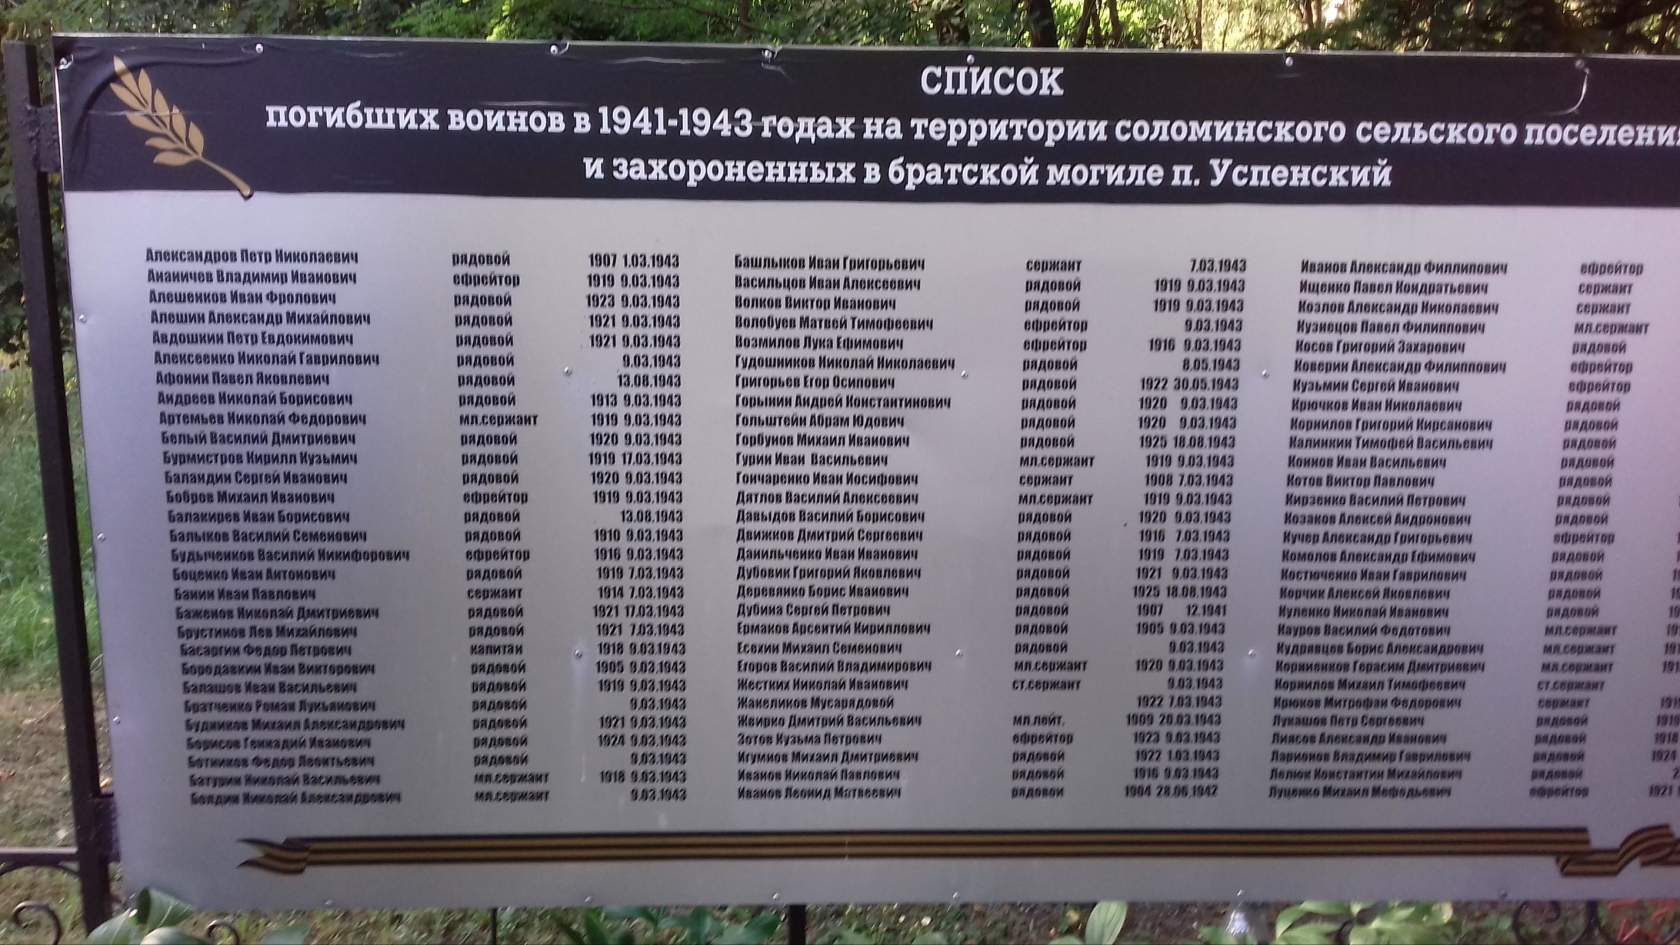 СПИСОК
погибших воинов в 1941-1943 годах на территории соломинского сельского
и захороненных в братской могиле п. Успенский
Александров Петр Николаевич рядовой 1907 1.03.1943
Ананичев Владимир Иванович ефрейтор 1919 9.03.1943
Алешенков Иван Фролович рядовой 1923 9.03.1943
Алешин Александр Михайлович рядовой 1921 9.03.1943
Авдошкин Петр Евдокимович рядовой 1921 9.03.1943
Алексеенко Николай Гаврилович рядовой 9.03.1943
Афонин Павел Яковлевич рядовой 13.08.1943
Андреев Николай Борисович рядовой 1913 9.03.1943
Артемьев Николай Федорович мл.сержант 1919 9.03.1943
Белый Василий Дмитриевич рядовой 1920 9.03.1943
Бурмистров Кирилл Кузьмич рядовой 1919 17.03.1943
Баландин Сергей Иванович рядовой 1920 9.03.1943
Бобров Михаил Иванович ефрейтор 1919 9.03.1943
Балакирев Иван Борисович рядовой 13.08.1943
Балыков Василий Семенович рядовой 1910 9.03.1943
Будыченков Василий Никифорович ефрейтор 1916 9.03.1943
Боценко Иван Антонович рядовой 1919 7.03.1943
Банин Иван Павлович сержант 1914 7.03.1943
Баженов Николай Дмитриевич рядовой 1921 17.03.1943
Брустинов Лев Михайлович рядовой 1921 7.03.1943
Басаргин Федор Петрович капитан 1918 9.03.1943
Бородавкин Иван Викторович рядовой 1905 9.03.1943
Балашов Иван Васильевич рядовой 1919 9.03.1943
Братченко Роман Лукьянович рядовой 9.03.1943
Будников Михаил Александрович рядовой 1921 9.03.1943
Борисов Геннадий Иванович рядовой 1924 9.03.1943
Ботников Федор Леонтьевич рядовой 9.03.1943
Батурин Николай Васильевич мл.сержант 1918 9.03.1943
Болдин Николай Александрович мл.сержант 9.03.1943
Башлыков Иван Григорьевич сержант 7.03.1943
Васильцов Иван Алексеевич рядовой 1919 9.03.1943
Волков Виктор Иванович рядовой 1919 9.03.1943
Волобуев Матвей Тимофеевич ефрейтор 9.03.1943
Возмилов Лука Ефимович ефрейтор 1916 9.03.1943
Гудошников Николай Николаевич рядовой 8.05.1943
Григорьев Егор Осипович рядовой 1922 30.05.1943
Горынин Андрей Константинович рядовой 1920 9.03.1943
Гольштейн Абрам Юдович рядовой 1920 9.03.1943
Горбунов Михаил Иванович рядовой 1925 18.08.1943
Гурин Иван Васильевич мл.сержант 1919 9.03.1943
Гончаренко Иван Иосифович сержант 1908 7.03.1943
Дятлов Василий Алексеевич мл.сержант 1919 9.03.1943
Давыдов Василий Борисович рядовой 1920 9.03.1943
Движков Дмитрий Сергеевич рядовой 1916 7.03.1943
Данильченко Иван Иванович рядовой 1919 7.03.1943
Дубовик Григорий Яковлевич рядовой 1921 9.03.1943
Деревянко Борис Иванович рядовой 1925 18.08.1943
Дубина Сергей Петрович рядовой 1907 12.1941
Ермаков Арсентий Кириллович рядовой 1905 9.03.1943
Есехин Михаил Семенович рядовой 9.03.1943
Егоров Василий Владимирович мл.сержант 1920 9.03.1943
Жестких Николай Иванович ст.сержант 9.03.1943
Жакеликов Мусарядовой 1922 7.03.1943
Жвирко Дмитрий Васильевич мл.лейт. 1909 20.03.1943
Зотов Кузьма Петрович ефрейтор 1923 9.03.1943
Игумнов Михаил Дмитриевич рядовой 1922 1.03.1943
Иванов Николай Павлович рядовой 1916 9.03.1943
Иванов Леонид Матвеевич рядовой 1904 28.06.1942
Иванов Александр Филлипович ефрейтор
Ищенко Павел Кондратьевич сержант
Козлов Александр Николаевич сержант
Кузнецов Павел Филиппович мл.сержант
Косов Григорий Захарович рядовой
Коверин Александр Филиппович ефрейтор
Кузьмин Сергей Иванович ефрейтор
Крючков Иван Николаевич рядовой
Корнилов Григорий Кирсанович рядовой
Калинкин Тимофей Васильевич рядовой
Коннов Иван Васильевич рядовой
Котов Виктор Павлович рядовой
Кирзенко Василий Петрович рядовой
Козаков Алексей Андронович рядовой
Кучер Александр Григорьевич ефрейтор
Комолов Александр Ефимович рядовой
Костюченко Иван Гаврилович рядовой
Корчик Алексей Яковлевич рядовой
Куленко Николай Иванович рядовой
Кауров Василий Федотович мл.сержант
Кудрявцев Борис Александрович мл.сержант
Корниенков Герасим Дмитриевич мл.сержант
Корнилов Михаил Тимофеевич ст.сержант
Крюков Митрофан Федорович сержант
Лукашов Петр Сергеевич рядовой
Лиясов Александр Иванович рядовой 1918
Ларионов Владимир Гаврилович рядовой 1924
Лелюк Константин Михайлович рядовой
Луценко Михаил Мефодьевич ефрейтор 1921